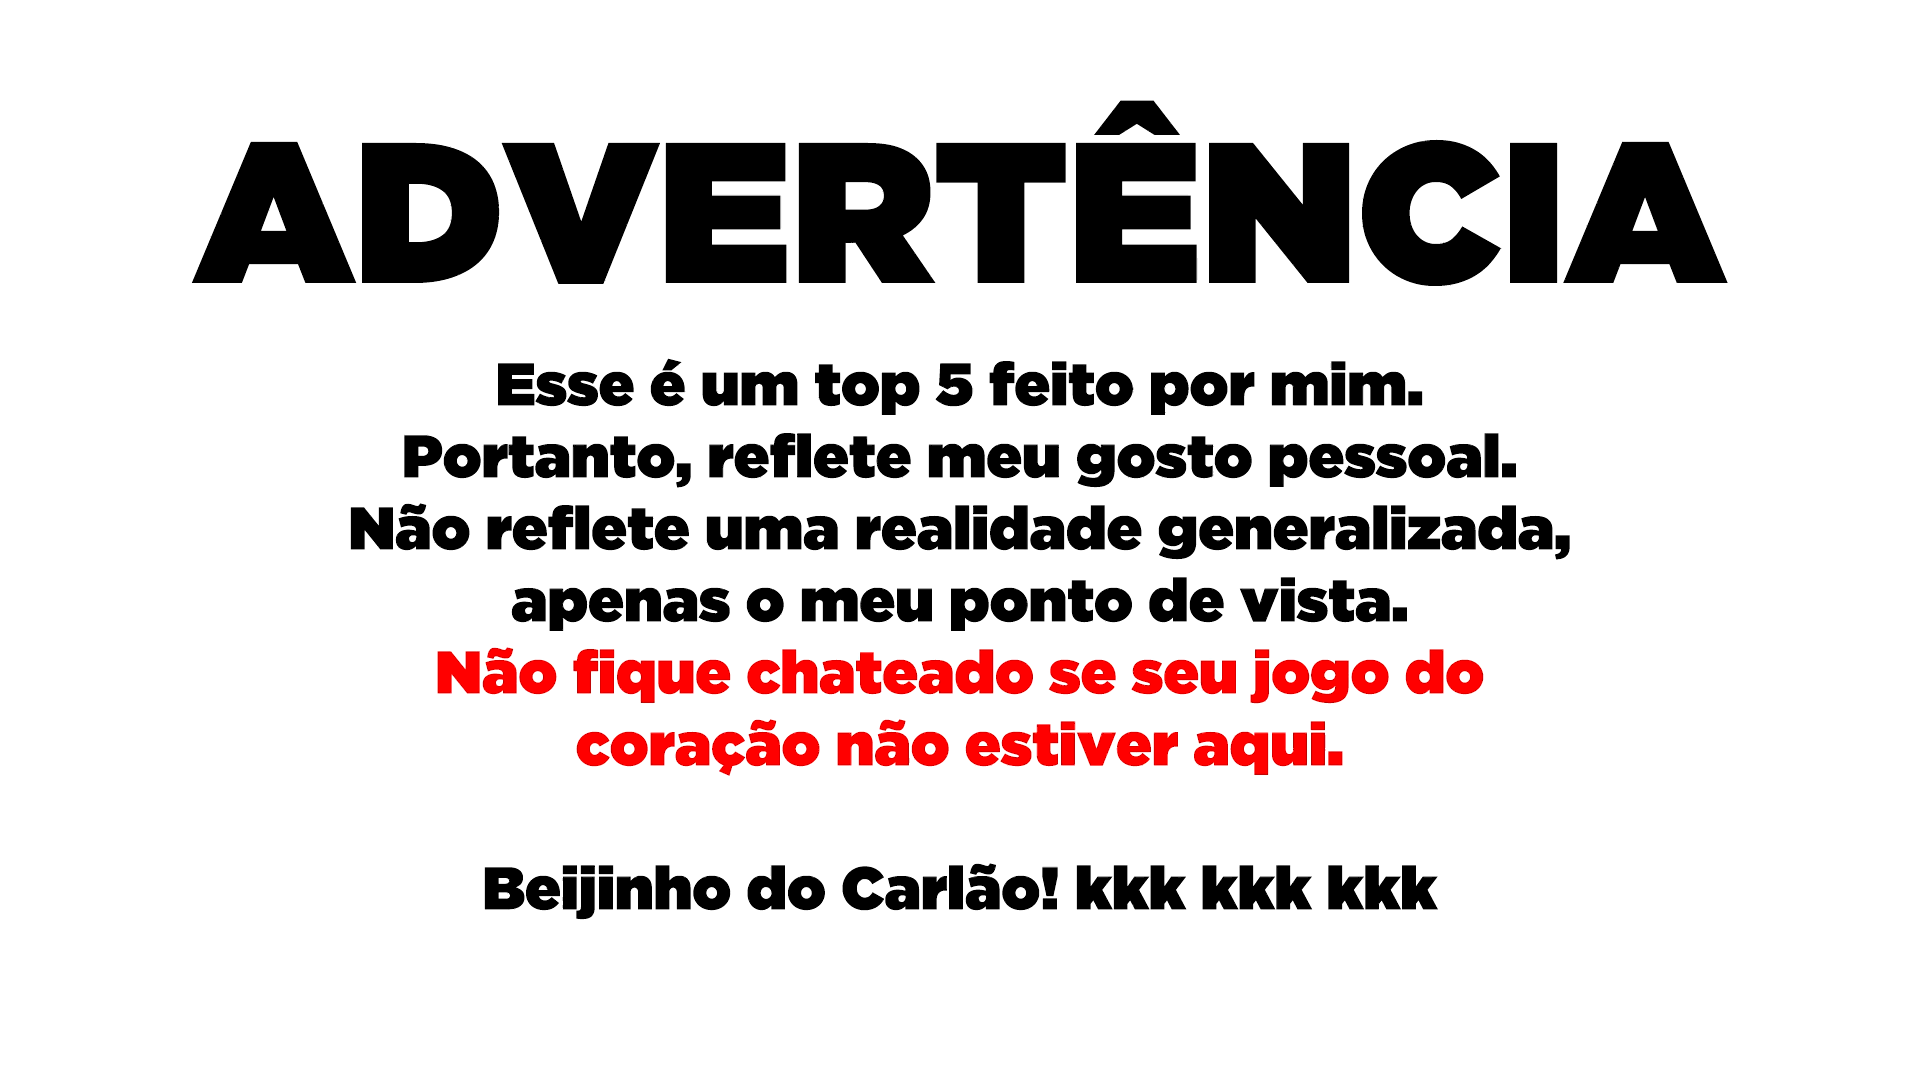 ADVERTÊNCIA
Esse é um top 5 feito por mim.
Portanto, reflete meu gosto pessoal.
Não reflete uma realidade generalizada,
apenas o meu ponto de vista.
Não fique chateado se seu jogo do
coração não estiver aqui.
Beijinho do Carlão! kkk kkk kkk